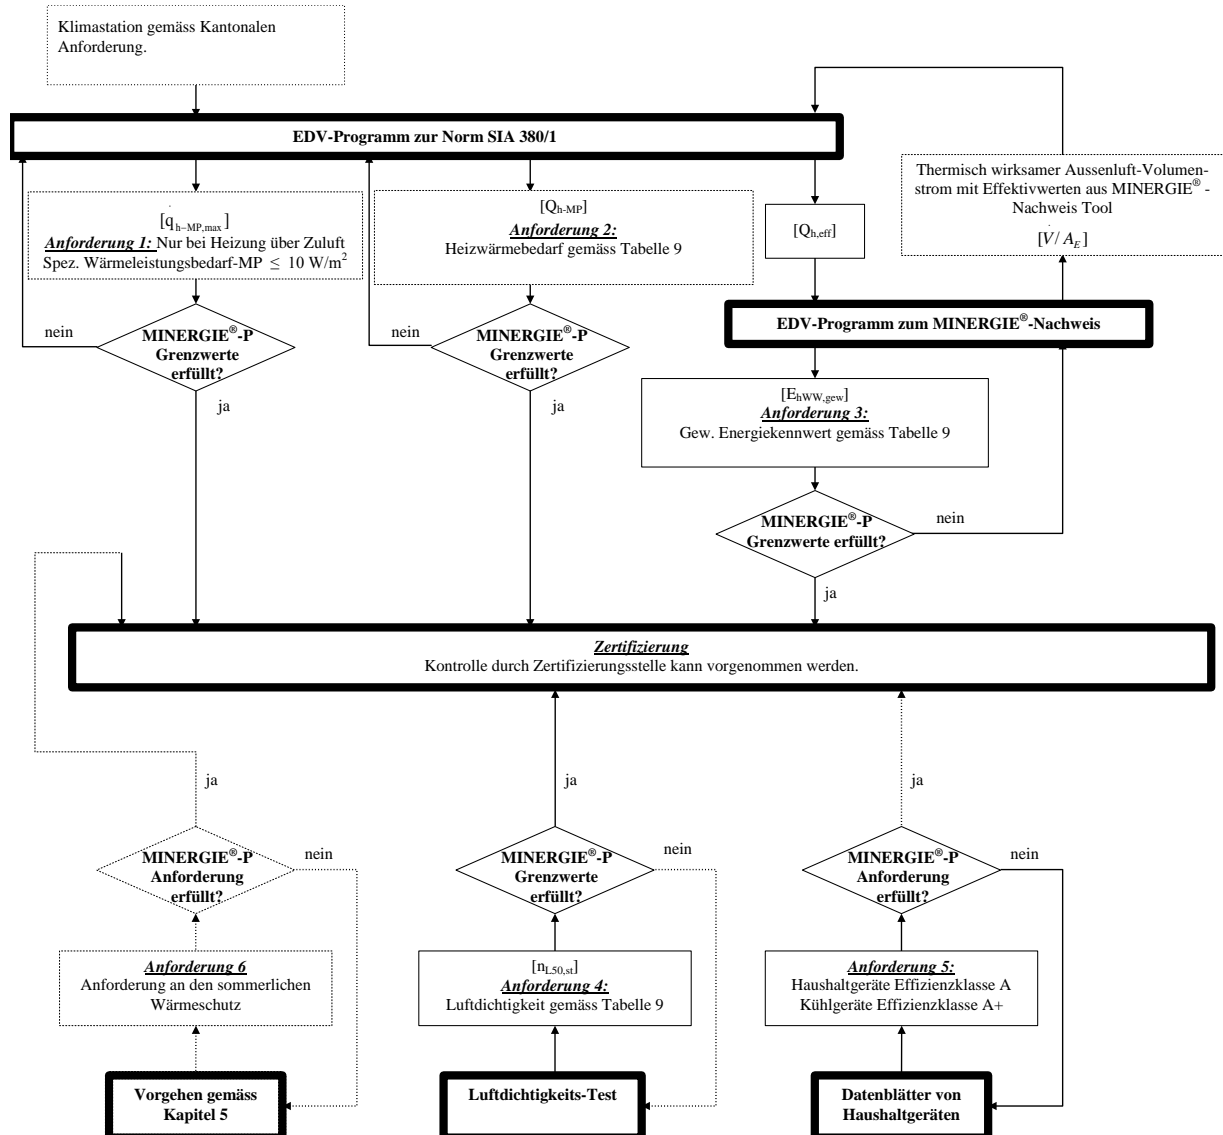 Klimastation gemäss Kantonalen
Anforderung.
EDV-Programm zur Norm SIA 380/1
[q̇h–MP,max]
Anforderung 1: Nur bei Heizung über Zuluft
Spez. Wärmeleistungsbedarf-MP ≤ 10 W/m²
[Qh-MP]
Anforderung 2:
Heizwärmebedarf gemäss Tabelle 9
[Qh,eff]
Thermisch wirksamer Aussenluft-Volumen-
strom mit Effektivwerten aus MINERGIE® -
Nachweis Tool
[V̇/AE]
nein
MINERGIE®-P
Grenzwerte
erfüllt?
ja
nein
MINERGIE®-P
Grenzwerte
erfüllt?
ja
EDV-Programm zum MINERGIE®-Nachweis
[EhWW,gew]
Anforderung 3:
Gew. Energiekennwert gemäss Tabelle 9
MINERGIE®-P
Grenzwerte erfüllt?
nein
ja
Zertifizierung
Kontrolle durch Zertifizierungsstelle kann vorgenommen werden.
ja
MINERGIE®-P
Anforderung
erfüllt?
nein
Anforderung 6
Anforderung an den sommerlichen
Wärmeschutz
Vorgehen gemäss
Kapitel 5
ja
MINERGIE®-P
Grenzwerte
erfüllt?
nein
[nL50,st]
Anforderung 4:
Luftdichtigkeit gemäss Tabelle 9
Luftdichtigkeits-Test
ja
MINERGIE®-P
Anforderung
erfüllt?
nein
Anforderung 5:
Haushaltgeräte Effizienzklasse A
Kühlgeräte Effizienzklasse A+
Datenblätter von
Haushaltgeräten